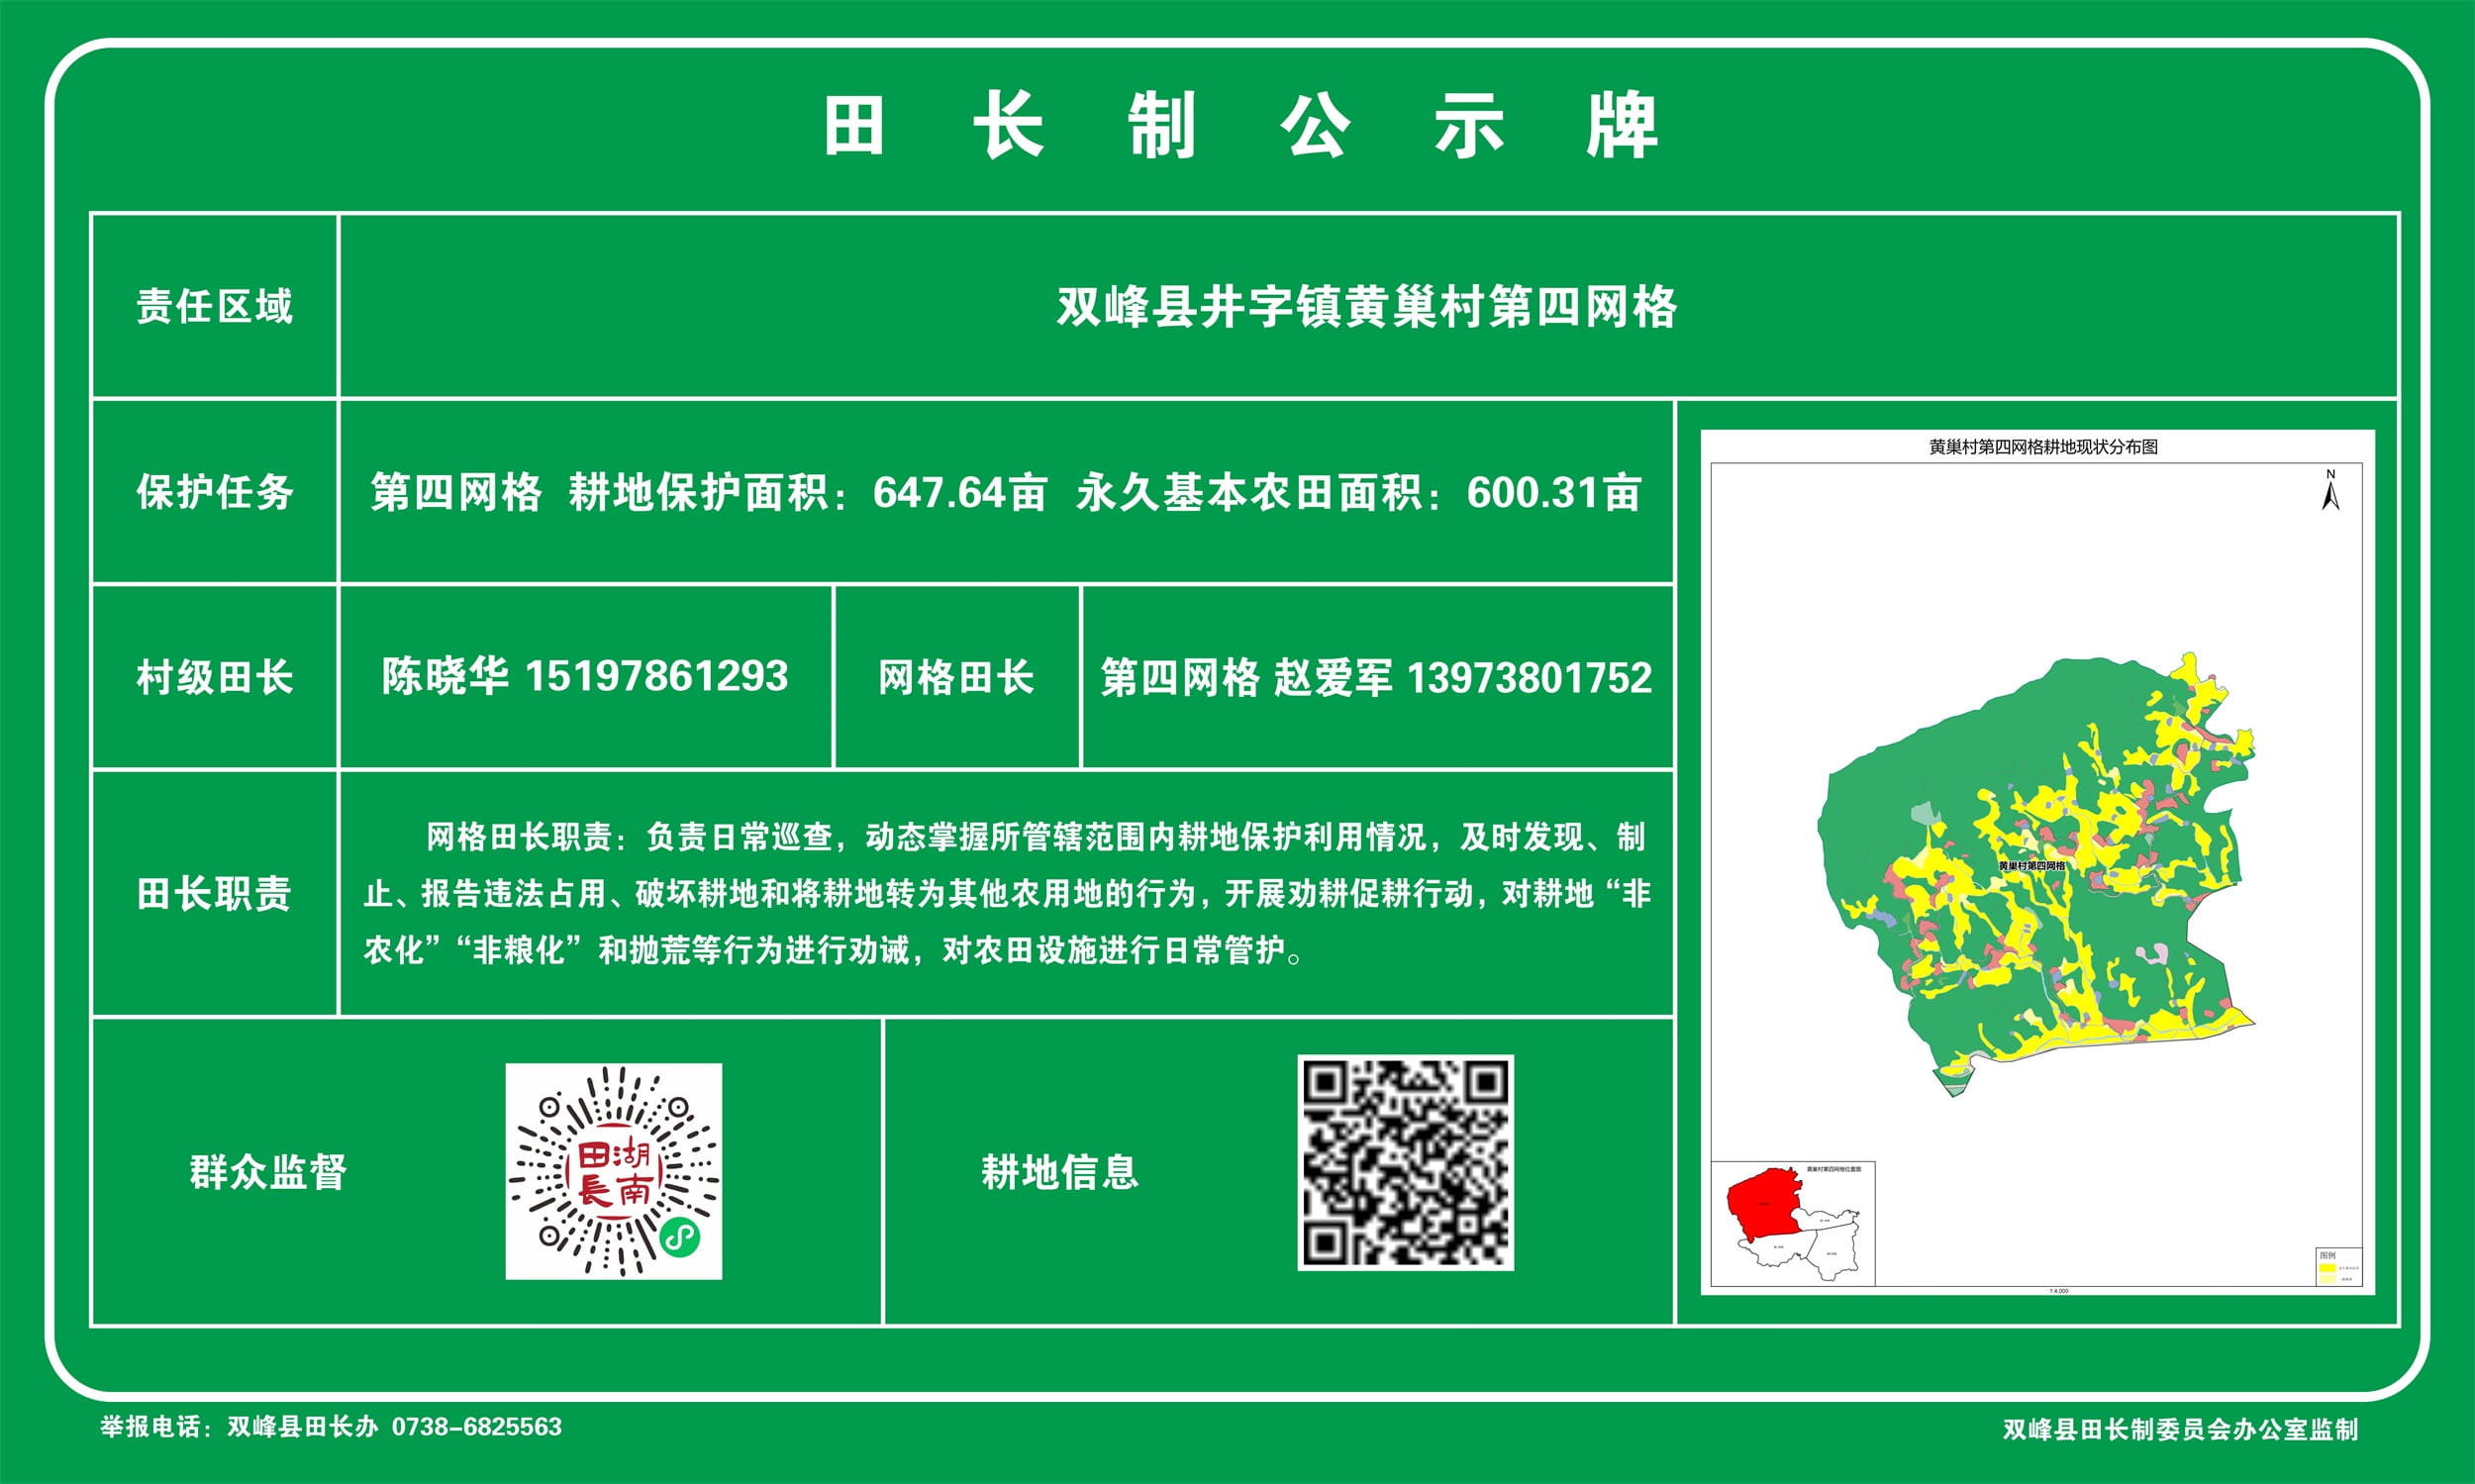 田长制公示牌
责任区域
双峰县井字镇黄巢村第四网格
保护任务
第四网格 耕地保护面积：647.64亩 永久基本农田面积：600.31亩
村级田长
陈晓华 15197861293
网格田长
第四网格 赵爱军 13973801752
田长职责
网格田长职责：负责日常巡查，动态掌握所管辖范围内耕地保护利用情况，及时发现、制
止、报告违法占用、破坏耕地和将耕地转为其他农用地的行为，开展劝耕促耕行动，对耕地“非
农化”“非粮化”和抛荒等行为进行劝诫，对农田设施进行日常管护。
群众监督
湖南
田長
耕地信息
黄巢村第四网格耕地现状分布图
N
黄巢村第四网格
黄巢村第四网格位置图
图例
1:4,000
举报电话：双峰县田长办 0738-6825563
双峰县田长制委员会办公室监制